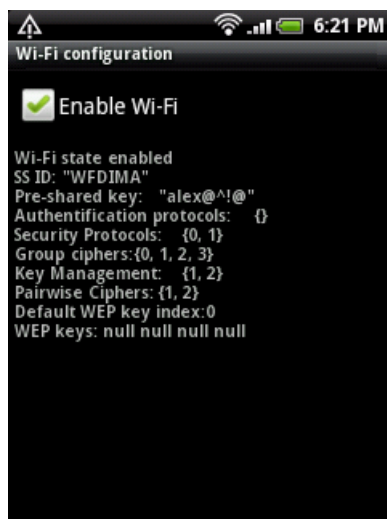 6:21 PM
Wi-Fi configuration
Enable Wi-Fi
Wi-Fi state enabled
SS ID: "WFDIMA"
Pre-shared key: "alex@^!@"
Authentification protocols: {}
Security Protocols: {0, 1}
Group ciphers:{0, 1, 2, 3}
Key Management: {1, 2}
Pairwise Ciphers: {1, 2}
Default WEP key index:0
WEP keys: null null null null